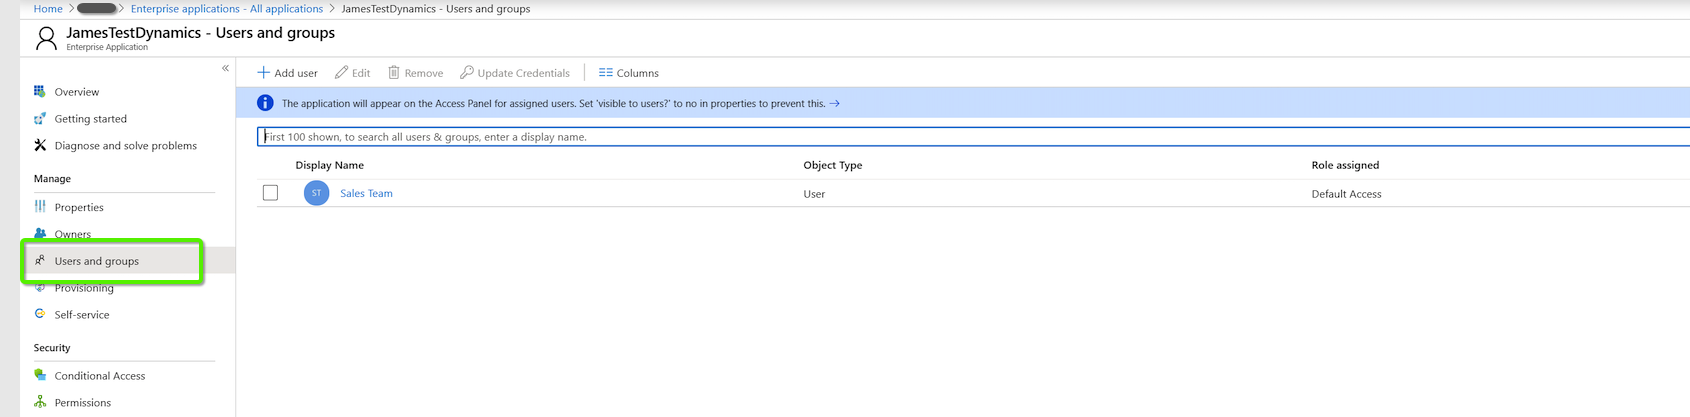 Home > Enterprise applications - All applications > JamesTestDynamics - Users and groups
JamesTestDynamics - Users and groups
Enterprise Application
«
Overview
Getting started
Diagnose and solve problems
Manage
Properties
Owners
Users and groups
Provisioning
Self-service
Security
Conditional Access
Permissions
+ Add user Edit Remove Update Credentials Columns
The application will appear on the Access Panel for assigned users. Set 'visible to users?' to no in properties to prevent this. →
First 100 shown, to search all users & groups, enter a display name.
Display Name Object Type Role assigned
ST Sales Team User Default Access